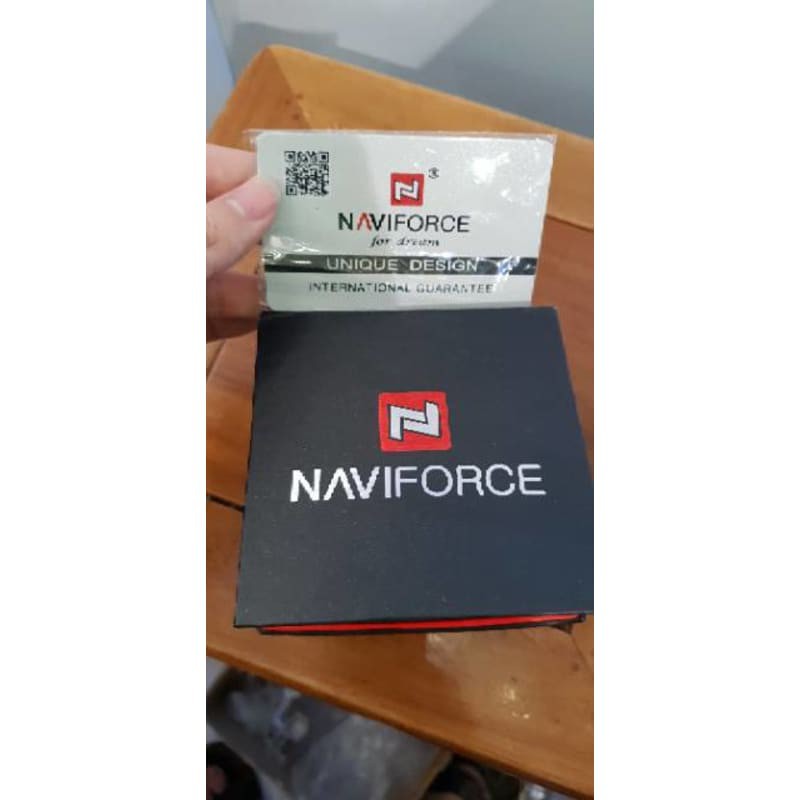 NAVIFORCE
for dream
UNIQUE DESIGN
INTERNATIONAL GUARANTEE
NAVIFORCE